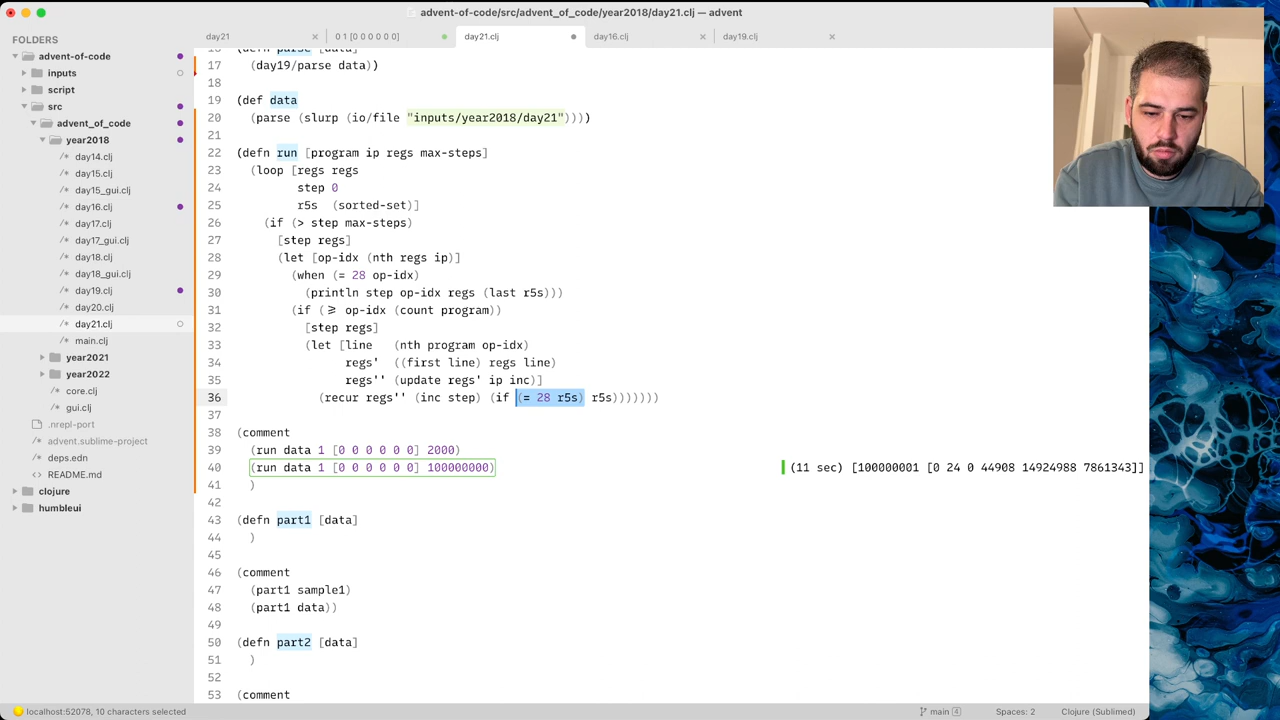 advent-of-code/src/advent_of_code/year2018/day21.clj — advent
FOLDERS
advent-of-code
inputs
script
src
advent_of_code
year2018
day14.clj
day15.clj
day15_gui.clj
day16.clj
day17.clj
day17_gui.clj
day18.clj
day18_gui.clj
day19.clj
day20.clj
day21.clj
main.clj
year2021
year2022
core.clj
gui.clj
.nrepl-port
advent.sublime-project
deps.edn
README.md
clojure
humbleui
day21
0 1 [0 0 0 0 0 0]
day21.clj
day16.clj
day19.clj
16 (defn parse [data]
17 (day19/parse data))
18
19 (def data
20 (parse (slurp (io/file "inputs/year2018/day21"))))
21
22 (defn run [program ip regs max-steps]
23 (loop [regs regs
24 step 0
25 r5s (sorted-set)]
26 (if (> step max-steps)
27 [step regs]
28 (let [op-idx (nth regs ip)]
29 (when (= 28 op-idx)
30 (println step op-idx regs (last r5s)))
31 (if (≥ op-idx (count program))
32 [step regs]
33 (let [line (nth program op-idx)
34 regs' ((first line) regs line)
35 regs'' (update regs' ip inc)]
36 (recur regs'' (inc step) (if (= 28 r5s) r5s)))))))
37
38 (comment
39 (run data 1 [0 0 0 0 0 0] 2000)
40 (run data 1 [0 0 0 0 0 0] 100000000) (11 sec) [100000001 [0 24 0 44908 14924988 7861343]]
41 )
42
43 (defn part1 [data]
44 )
45
46 (comment
47 (part1 sample1)
48 (part1 data))
49
50 (defn part2 [data]
51 )
52
53 (comment
localhost:52078, 10 characters selected
main 4
Spaces: 2
Clojure (Sublimed)